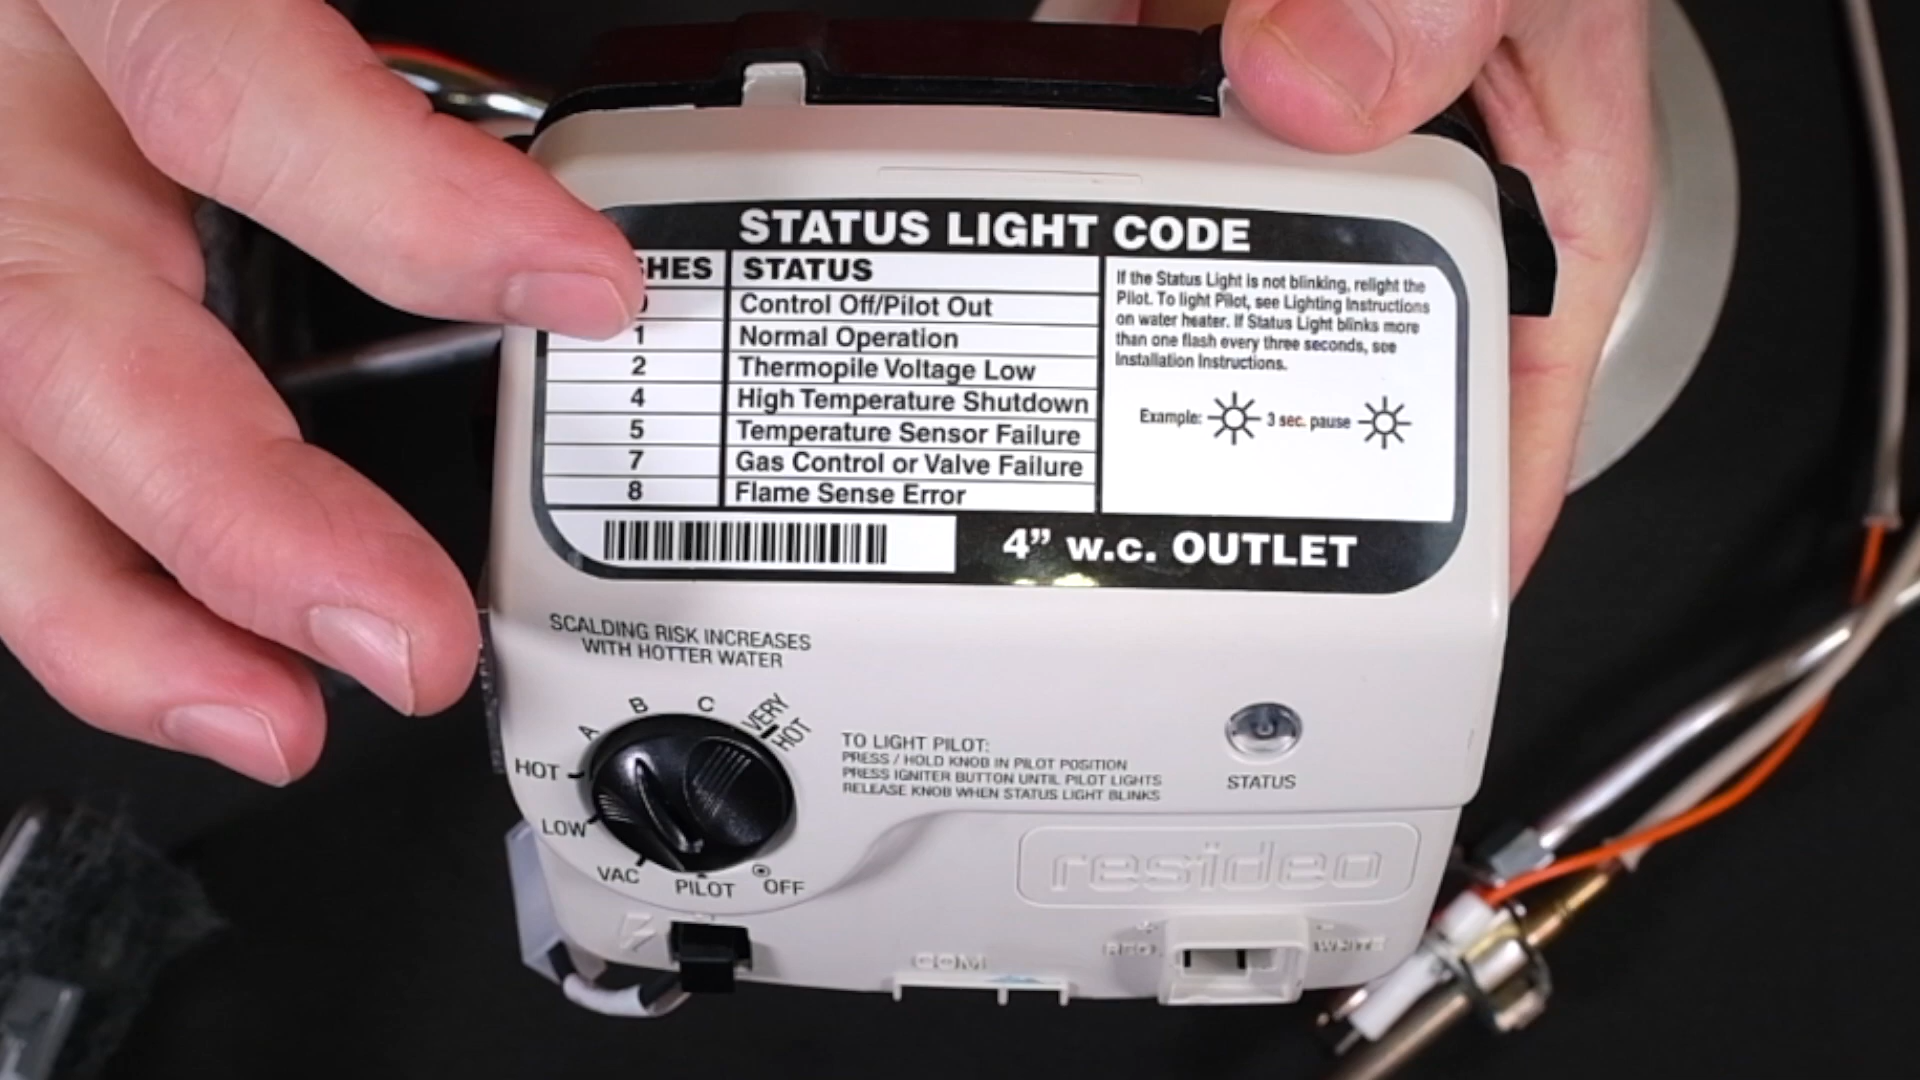 STATUS LIGHT CODE
HES STATUS
0 Control Off/Pilot Out
1 Normal Operation
2 Thermopile Voltage Low
4 High Temperature Shutdown
5 Temperature Sensor Failure
7 Gas Control or Valve Failure
8 Flame Sense Error
If the Status Light is not blinking, relight the
Pilot. To light Pilot, see Lighting Instructions
on water heater. If Status Light blinks more
than one flash every three seconds, see
Installation Instructions.
Example: 3 sec. pause
4” w.c. OUTLET
SCALDING RISK INCREASES
WITH HOTTER WATER
VERY
HOT
C
B
A
HOT
LOW
VAC
PILOT
OFF
TO LIGHT PILOT:
PRESS / HOLD KNOB IN PILOT POSITION
PRESS IGNITER BUTTON UNTIL PILOT LIGHTS
RELEASE KNOB WHEN STATUS LIGHT BLINKS
STATUS
resideo
COM
RED
WHITE